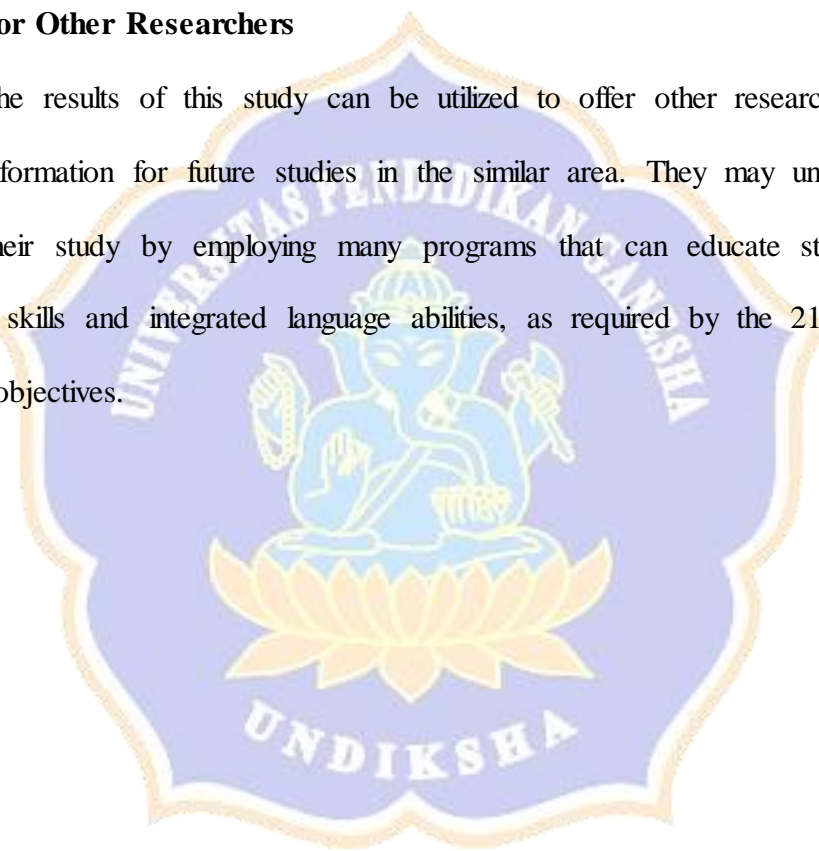 or Other Researchers
he results of this study can be utilized to offer other researc
formation for future studies in the similar area. They may un
heir study by employing many programs that can educate st
skills and integrated language abilities, as required by the 21
objectives.
UNIVERSITAS PENDIDIKAN GANESHA
UNDIKSHA